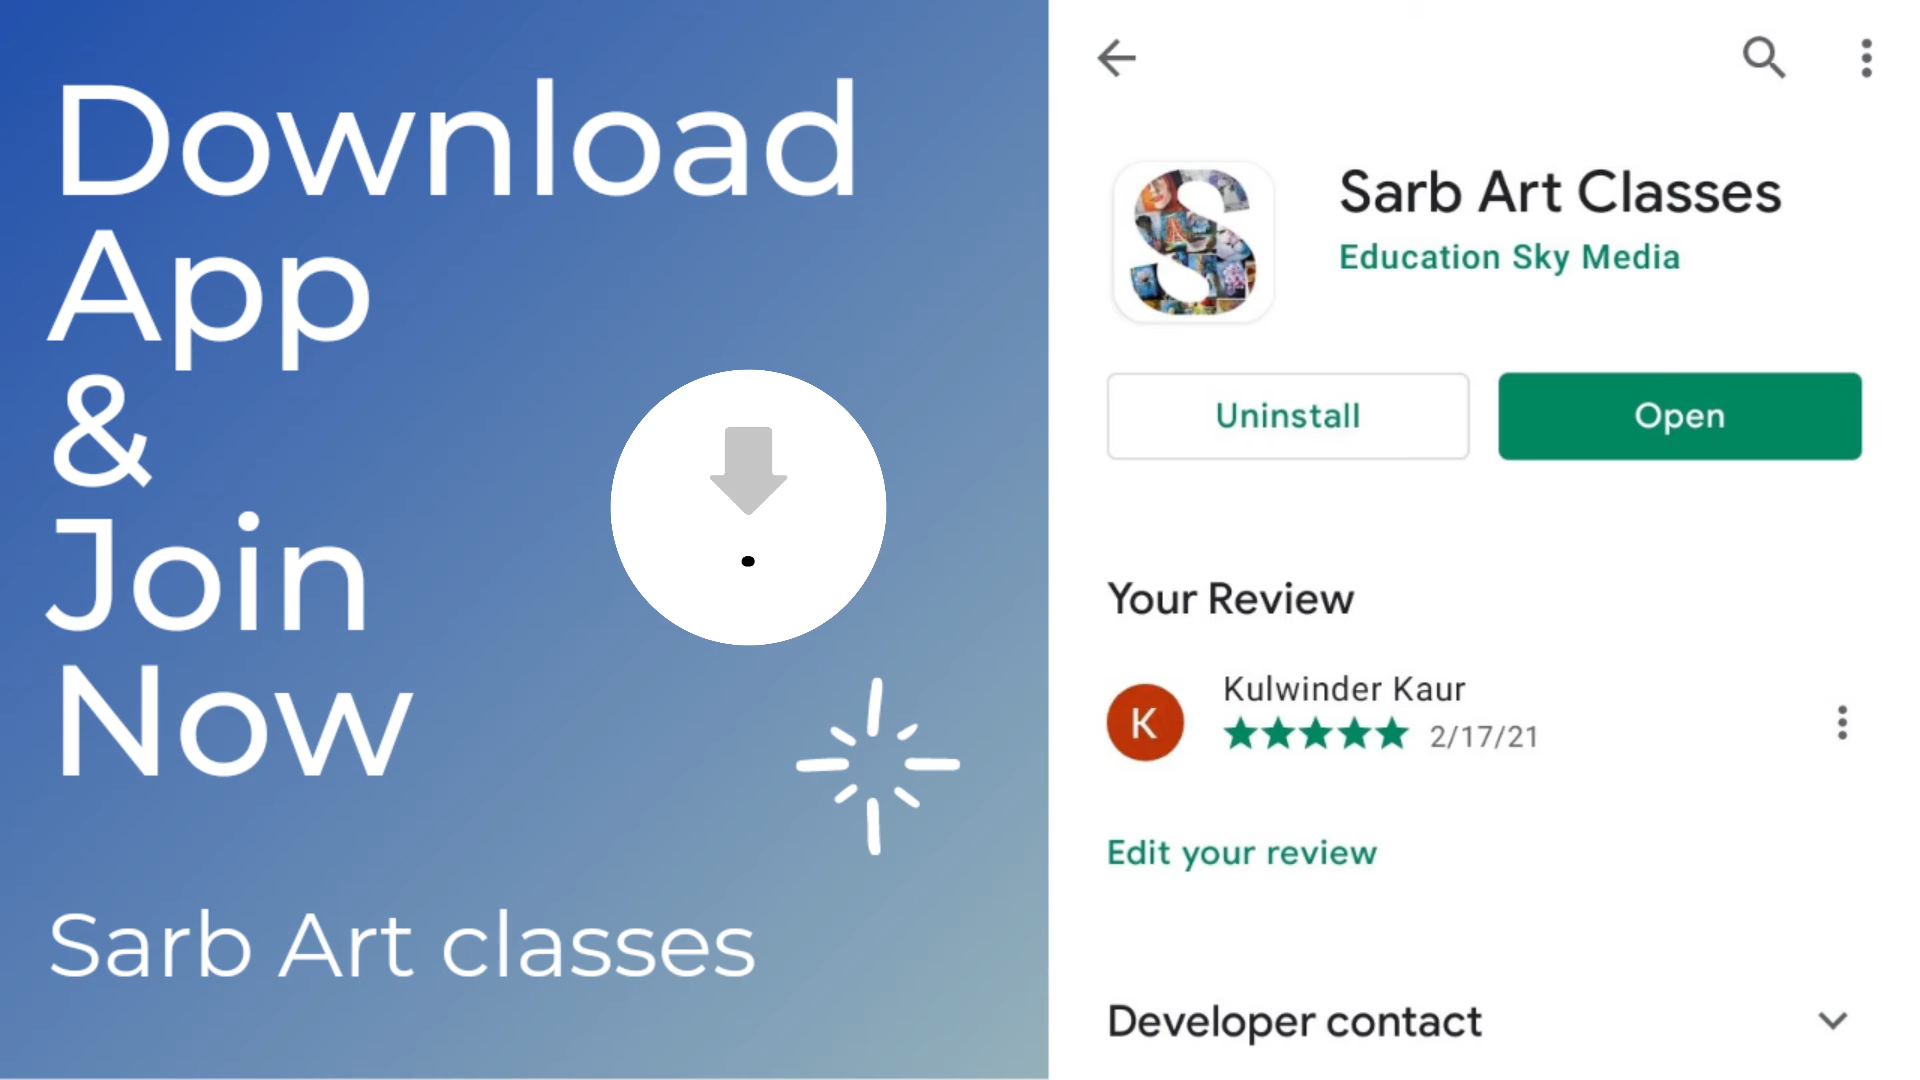 Download
App
&
Join
Now
Sarb Art classes
Sarb Art Classes
Education Sky Media
Uninstall
Open
Your Review
K
Kulwinder Kaur
2/17/21
Edit your review
Developer contact